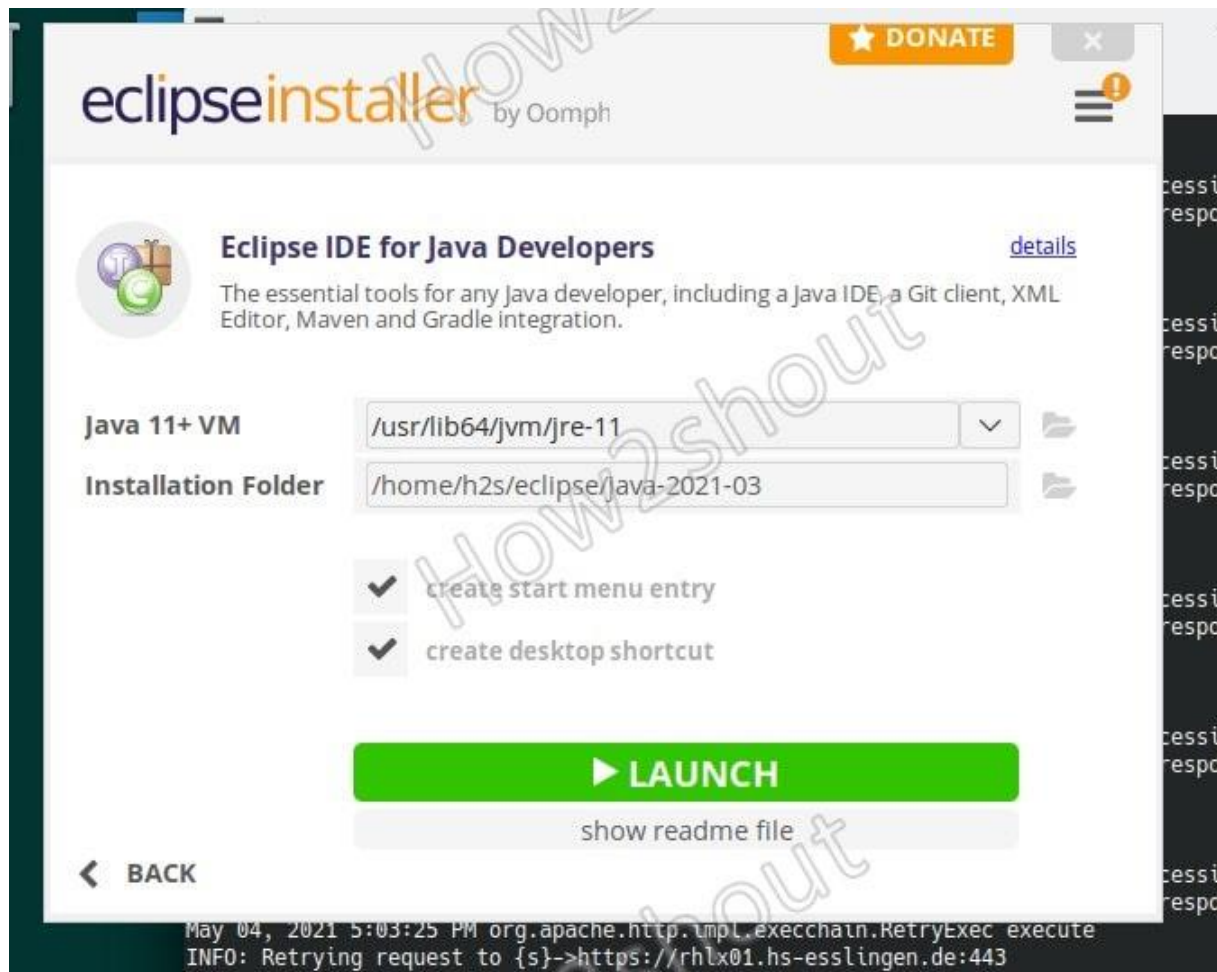 DONATE
eclipseinstaller by Oomph
Eclipse IDE for Java Developers
details
The essential tools for any Java developer, including a Java IDE, a Git client, XML
Editor, Maven and Gradle integration.
Java 11+ VM
/usr/lib64/jvm/jre-11
Installation Folder
/home/h2s/eclipse/java-2021-03
create start menu entry
create desktop shortcut
LAUNCH
show readme file
BACK
May 04, 2021 5:03:25 PM org.apache.http.impl.execchain.RetryExec execute
INFO: Retrying request to {s}->https://rhlx01.hs-esslingen.de:443
How2shout
How2shout